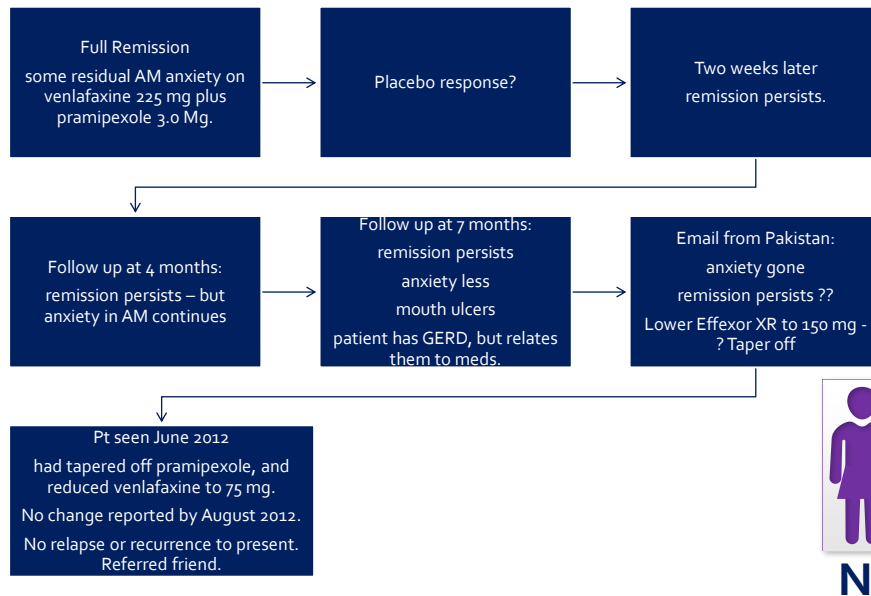 Full Remission
some residual AM anxiety on
venlafaxine 225 mg plus
pramipexole 3.0 Mg.
Placebo response?
Two weeks later
remission persists.
Follow up at 4 months:
remission persists – but
anxiety in AM continues
Follow up at 7 months:
remission persists
anxiety less
mouth ulcers
patient has GERD, but relates
them to meds.
Email from Pakistan:
anxiety gone
remission persists ??
Lower Effexor XR to 150 mg -
? Taper off
Pt seen June 2012
had tapered off pramipexole, and
reduced venlafaxine to 75 mg.
No change reported by August 2012.
No relapse or recurrence to present.
Referred friend.
N